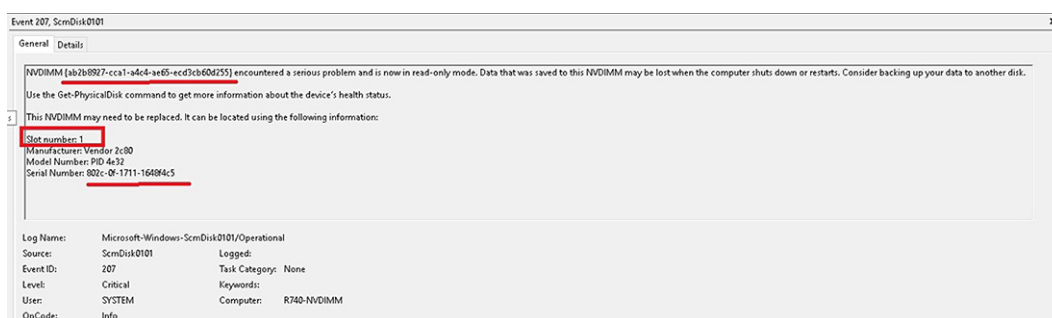 Event 207, ScmDisk0101
General Details
NVDIMM {ab2b8927-cca1-a4c4-ae65-ecd3cb60d255} encountered a serious problem and is now in read-only mode. Data that was saved to this NVDIMM may be lost when the computer shuts down or restarts. Consider backing up your data to another disk.
Use the Get-PhysicalDisk command to get more information about the device's health status.
This NVDIMM may need to be replaced. It can be located using the following information:
Slot number: 1
Manufacturer: Vendor 2c80
Model Number: PID 4e32
Serial Number: 802c-0f-1711-1648f4c5
Log Name: Microsoft-Windows-ScmDisk0101/Operational
Source: ScmDisk0101 Logged:
Event ID: 207 Task Category: None
Level: Critical Keywords:
User: SYSTEM Computer: R740-NVDIMM
OpCode: Info